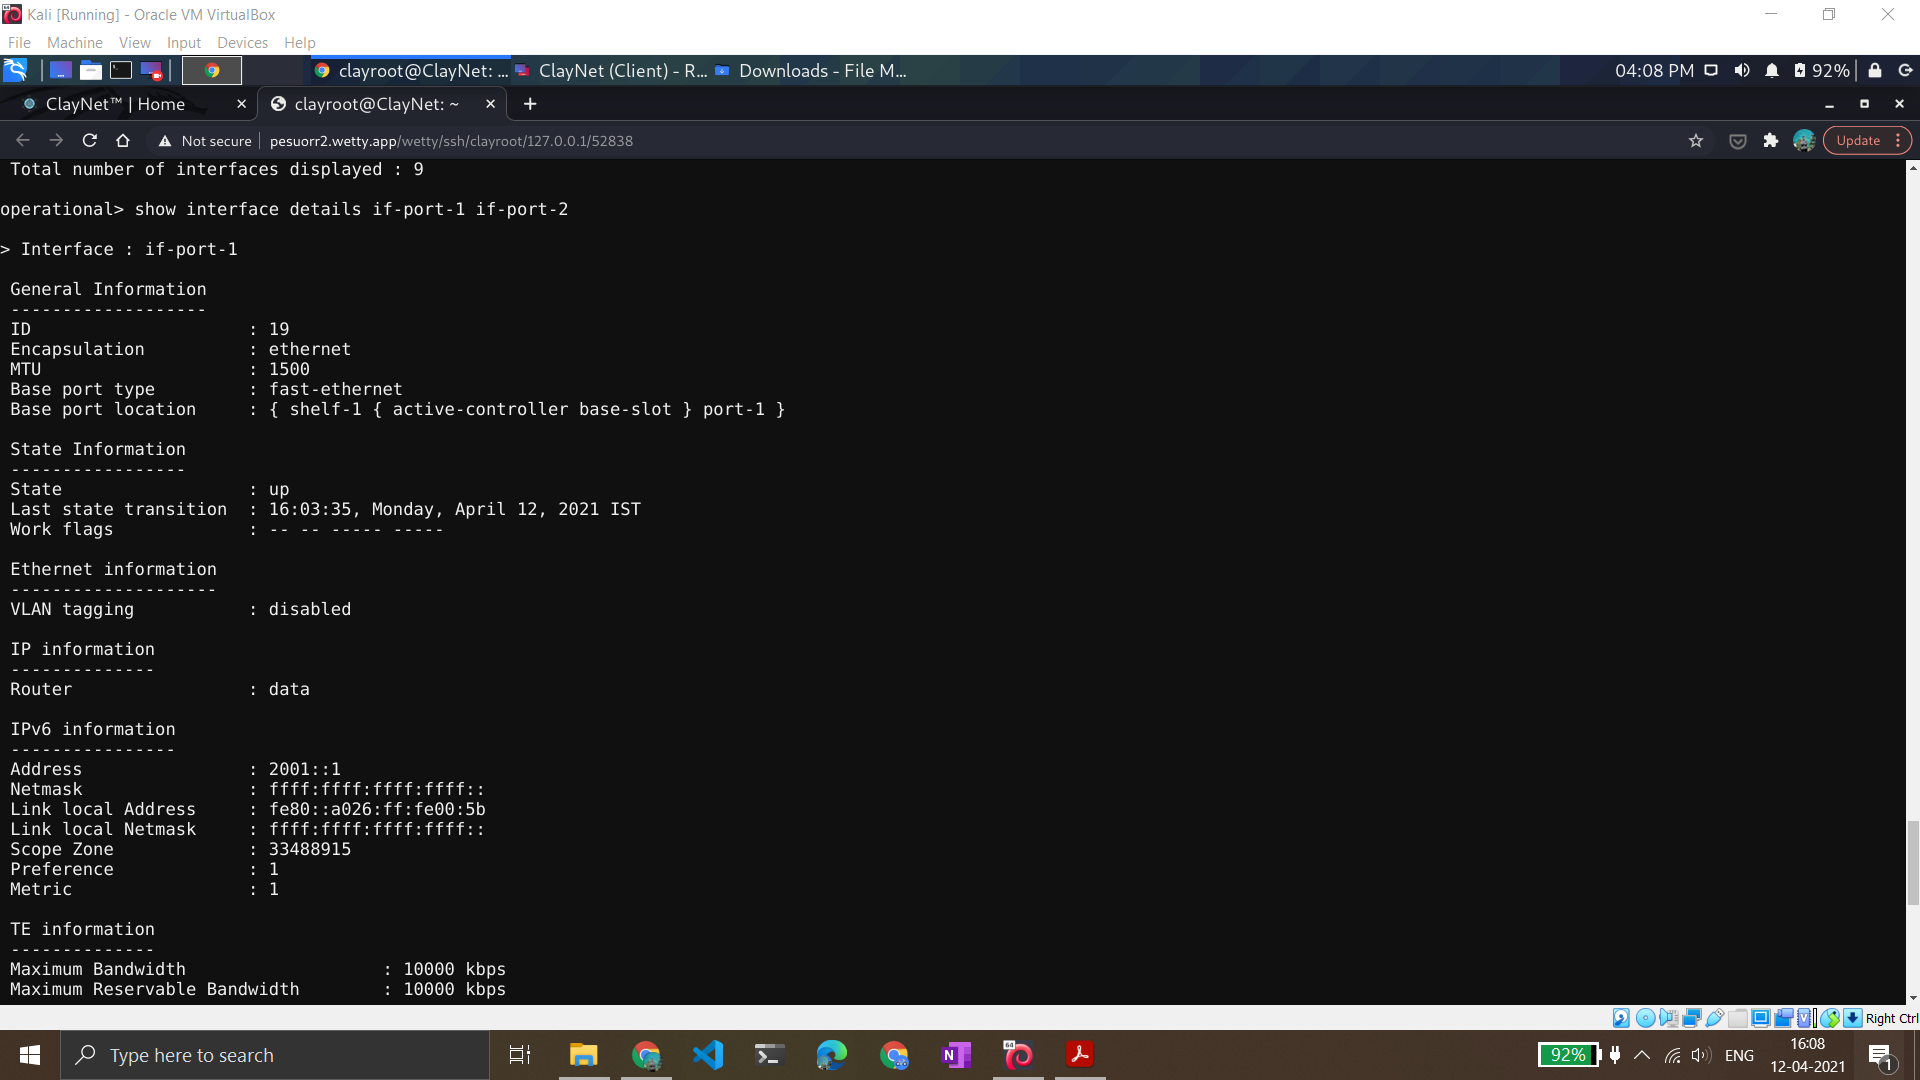 Kali [Running] - Oracle VM VirtualBox
File Machine View Input Devices Help
clayroot@ClayNet: ... ClayNet (Client) - R... Downloads - File M... 04:08 PM 92%
ClayNet™ | Home clayroot@ClayNet: ~
Not secure pesuorr2.wetty.app/wetty/ssh/clayroot/127.0.0.1/52838 Update
Total number of interfaces displayed : 9
operational> show interface details if-port-1 if-port-2
> Interface : if-port-1
General Information
-------------------
ID : 19
Encapsulation : ethernet
MTU : 1500
Base port type : fast-ethernet
Base port location : { shelf-1 { active-controller base-slot } port-1 }
State Information
-----------------
State : up
Last state transition : 16:03:35, Monday, April 12, 2021 IST
Work flags : -- -- ----- -----
Ethernet information
--------------------
VLAN tagging : disabled
IP information
--------------
Router : data
IPv6 information
----------------
Address : 2001::1
Netmask : ffff:ffff:ffff:ffff::
Link local Address : fe80::a026:ff:fe00:5b
Link local Netmask : ffff:ffff:ffff:ffff::
Scope Zone : 33488915
Preference : 1
Metric : 1
TE information
--------------
Maximum Bandwidth : 10000 kbps
Maximum Reservable Bandwidth : 10000 kbps
Right Ctrl
Type here to search
92% ENG
16:08
12-04-2021
1